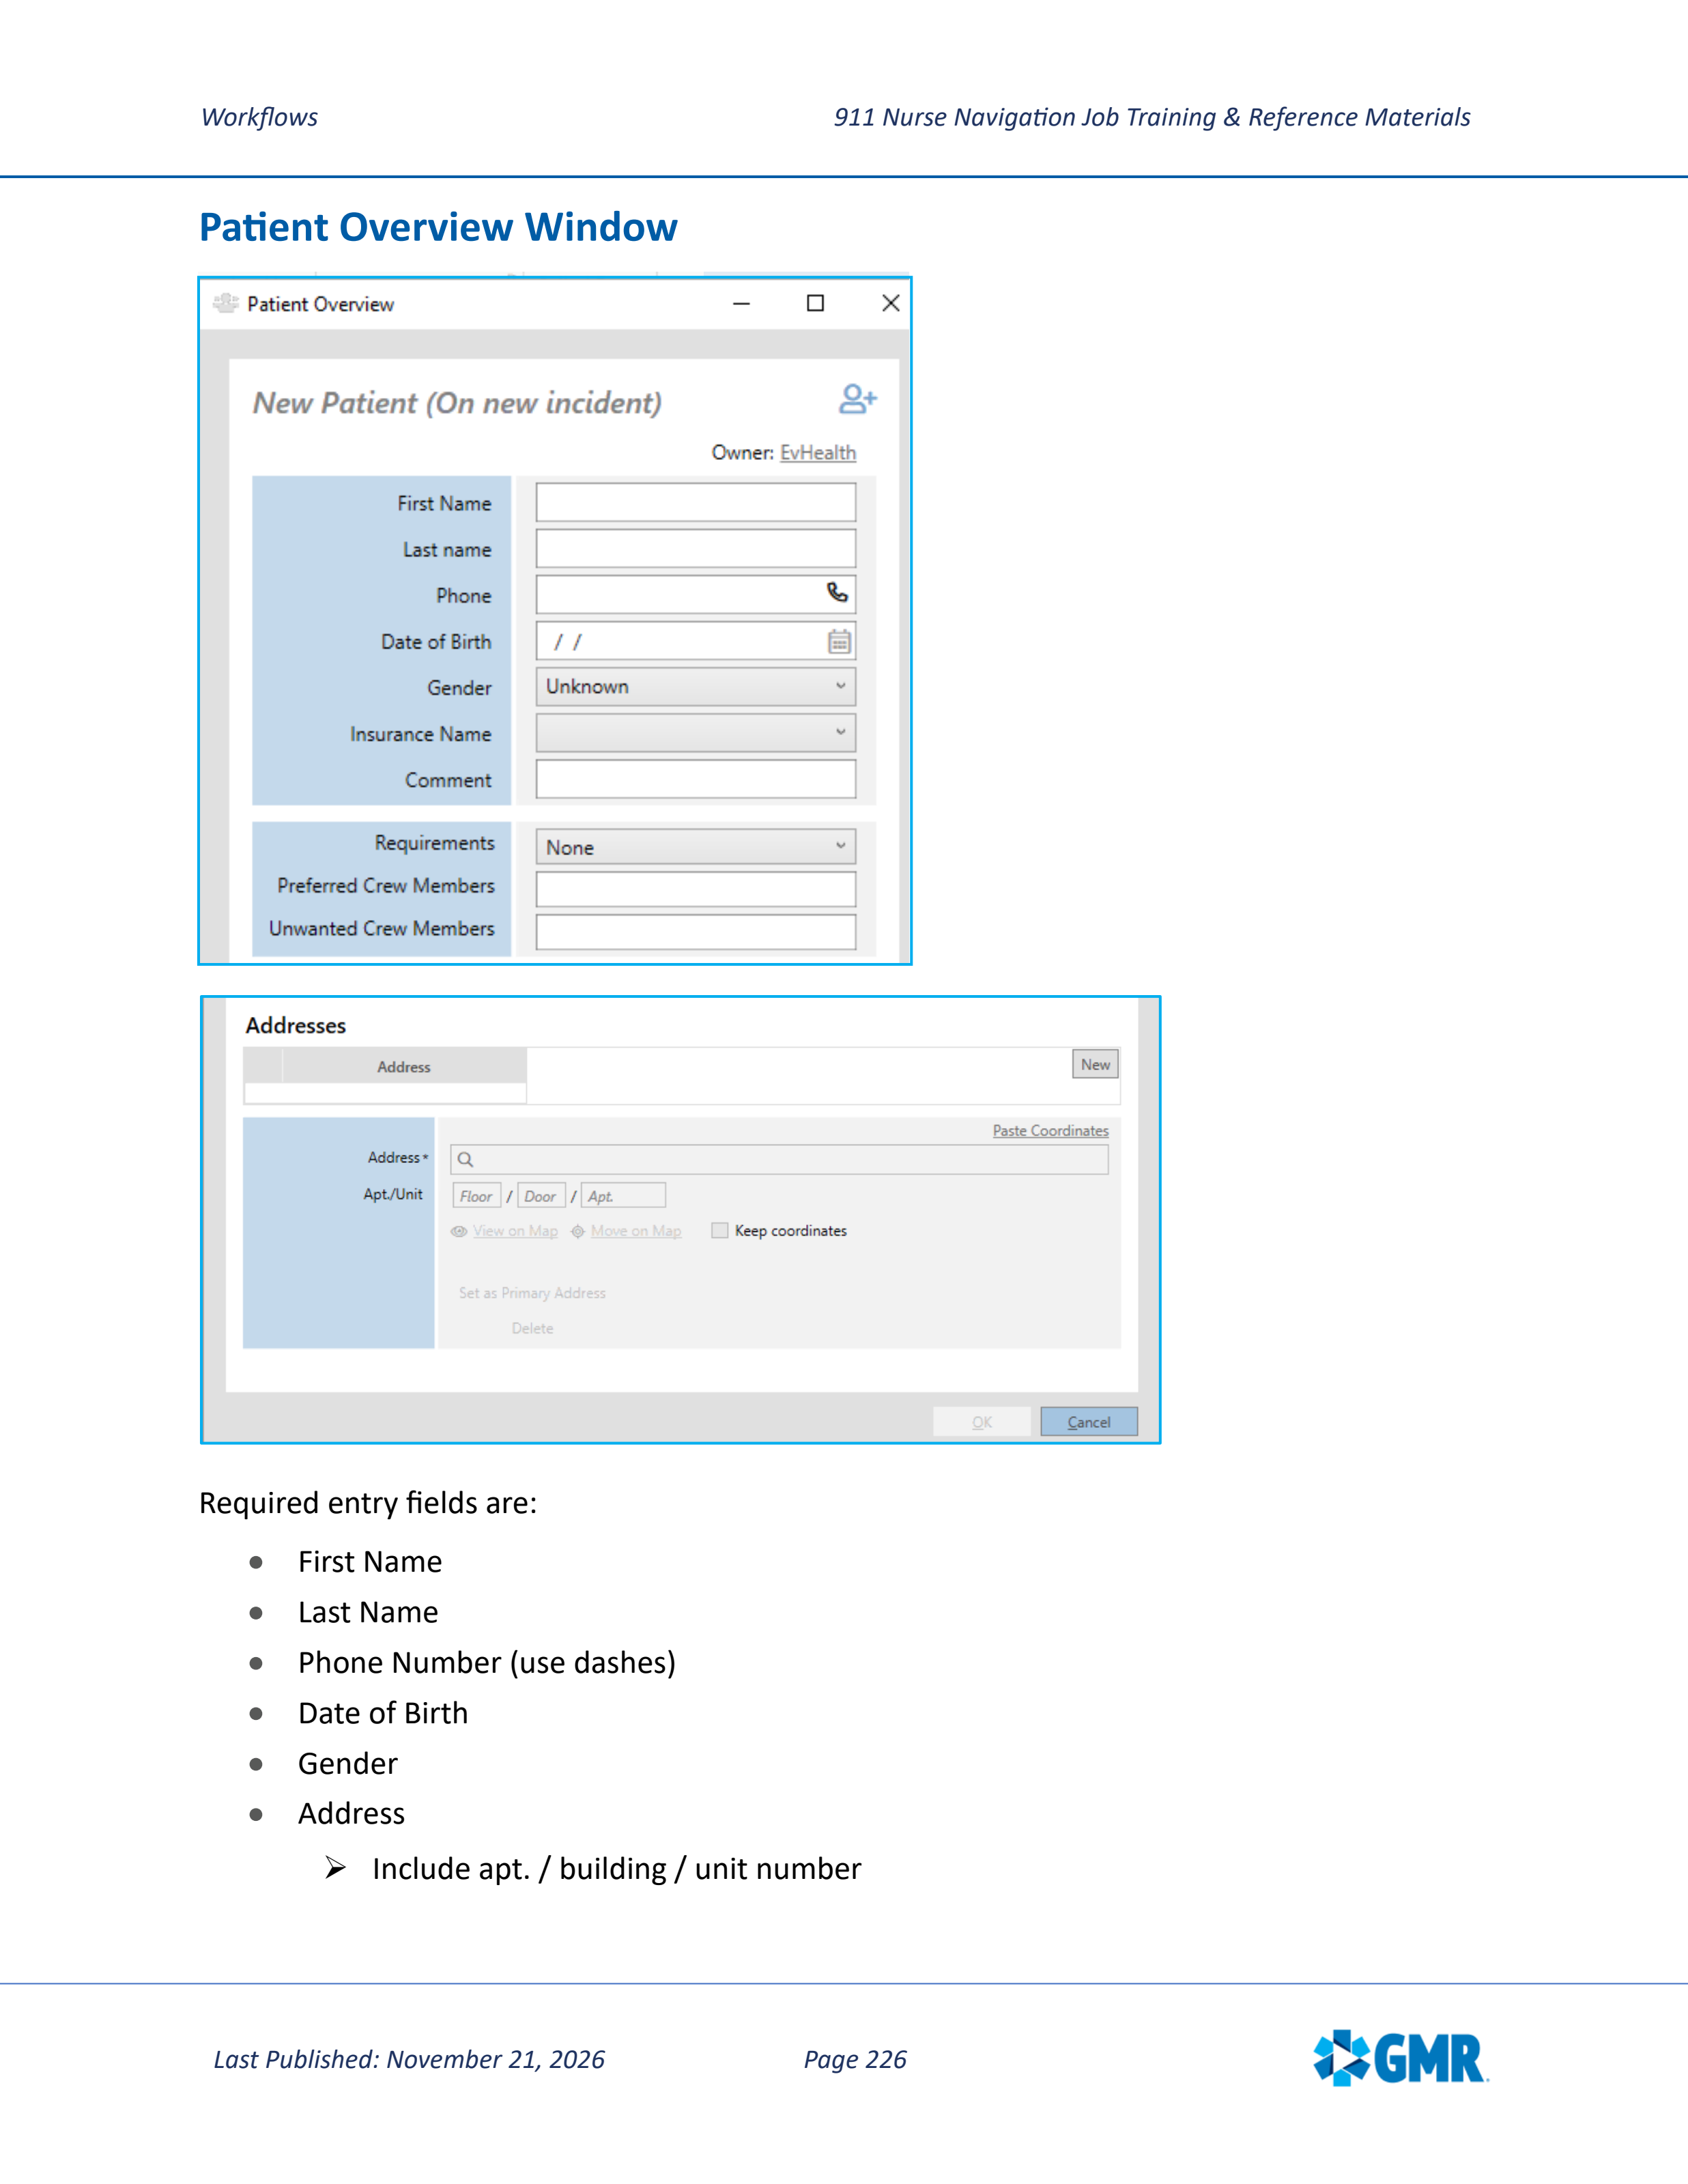 Workflows 911 Nurse Navigation Job Training & Reference Materials
Patient Overview Window
Patient Overview
New Patient (On new incident)
Owner: EvHealth
First Name
Last name
Phone
Date of Birth / /
Gender Unknown
Insurance Name
Comment
Requirements None
Preferred Crew Members
Unwanted Crew Members
Addresses
Address New
Paste Coordinates
Address *
Apt./Unit Floor / Door / Apt.
View on Map Move on Map Keep coordinates
Set as Primary Address
Delete
OK Cancel
Required entry fields are:
● First Name
● Last Name
● Phone Number (use dashes)
● Date of Birth
● Gender
● Address
➢ Include apt. / building / unit number
Last Published: November 21, 2026 Page 226 GMR